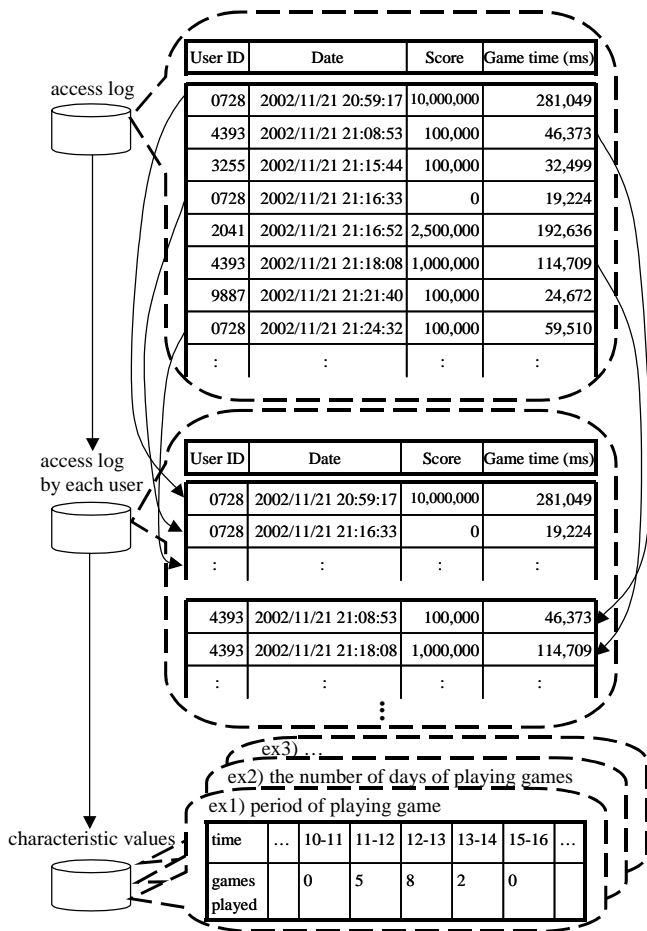 access log
User ID Date Score Game time (ms)
0728 2002/11/21 20:59:17 10,000,000 281,049
4393 2002/11/21 21:08:53 100,000 46,373
3255 2002/11/21 21:15:44 100,000 32,499
0728 2002/11/21 21:16:33 0 19,224
2041 2002/11/21 21:16:52 2,500,000 192,636
4393 2002/11/21 21:18:08 1,000,000 114,709
9887 2002/11/21 21:21:40 100,000 24,672
0728 2002/11/21 21:24:32 100,000 59,510
: : : :
access log
by each user
User ID Date Score Game time (ms)
0728 2002/11/21 20:59:17 10,000,000 281,049
0728 2002/11/21 21:16:33 0 19,224
: : : :
4393 2002/11/21 21:08:53 100,000 46,373
4393 2002/11/21 21:18:08 1,000,000 114,709
: : : :
ex3) …
ex2) the number of days of playing games
ex1) period of playing game
characteristic values
time … 10-11 11-12 12-13 13-14 15-16 …
games played 0 5 8 2 0